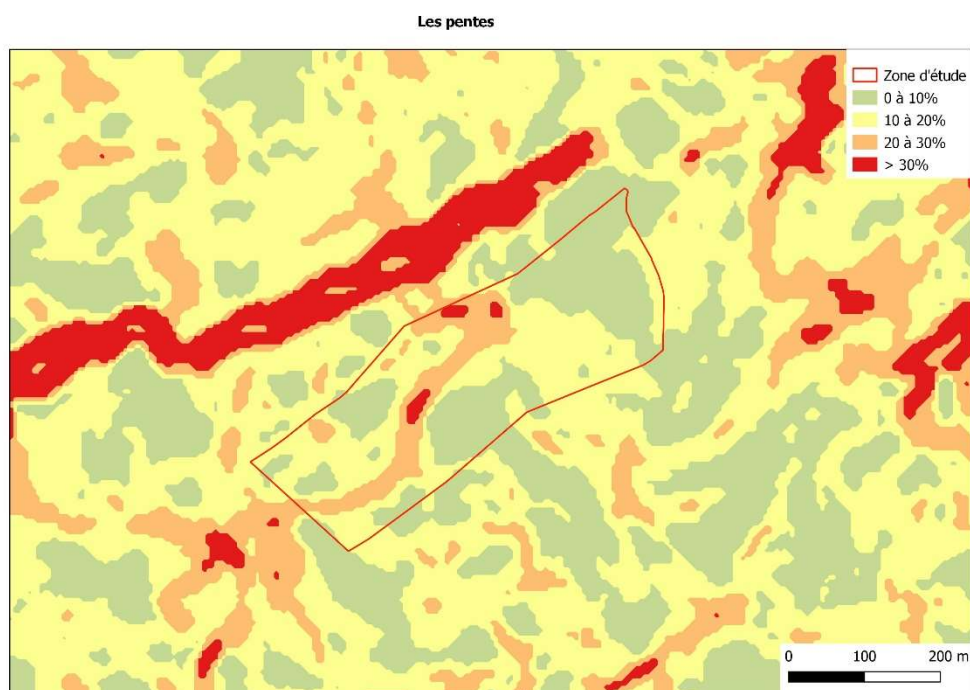 Les pentes
Zone d'étude
0 à 10%
10 à 20%
20 à 30%
> 30%
0 100 200 m